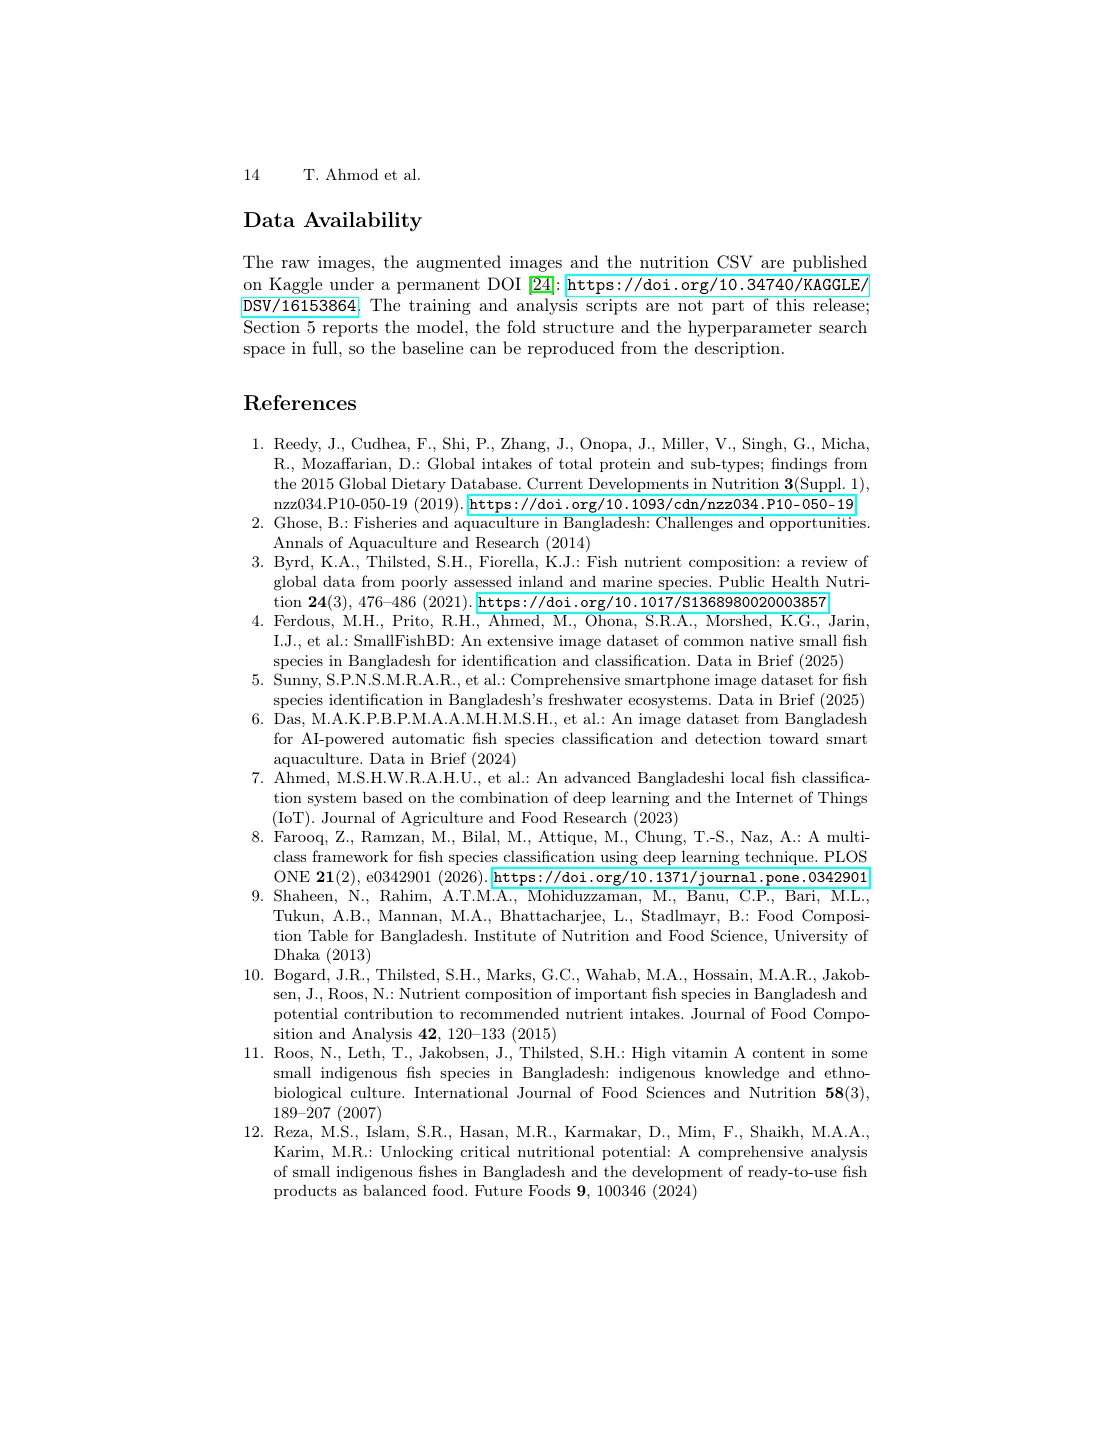 14 T. Ahmod et al.
Data Availability
The raw images, the augmented images and the nutrition CSV are published
on Kaggle under a permanent DOI [24]: https://doi.org/10.34740/KAGGLE/
DSV/16153864. The training and analysis scripts are not part of this release;
Section 5 reports the model, the fold structure and the hyperparameter search
space in full, so the baseline can be reproduced from the description.
References
1. Reedy, J., Cudhea, F., Shi, P., Zhang, J., Onopa, J., Miller, V., Singh, G., Micha,
R., Mozaffarian, D.: Global intakes of total protein and sub-types; findings from
the 2015 Global Dietary Database. Current Developments in Nutrition 3(Suppl. 1),
nzz034.P10-050-19 (2019). https://doi.org/10.1093/cdn/nzz034.P10-050-19
2. Ghose, B.: Fisheries and aquaculture in Bangladesh: Challenges and opportunities.
Annals of Aquaculture and Research (2014)
3. Byrd, K.A., Thilsted, S.H., Fiorella, K.J.: Fish nutrient composition: a review of
global data from poorly assessed inland and marine species. Public Health Nutri-
tion 24(3), 476–486 (2021). https://doi.org/10.1017/S1368980020003857
4. Ferdous, M.H., Prito, R.H., Ahmed, M., Ohona, S.R.A., Morshed, K.G., Jarin,
I.J., et al.: SmallFishBD: An extensive image dataset of common native small fish
species in Bangladesh for identification and classification. Data in Brief (2025)
5. Sunny, S.P.N.S.M.R.A.R., et al.: Comprehensive smartphone image dataset for fish
species identification in Bangladesh's freshwater ecosystems. Data in Brief (2025)
6. Das, M.A.K.P.B.P.M.A.A.M.H.M.S.H., et al.: An image dataset from Bangladesh
for AI-powered automatic fish species classification and detection toward smart
aquaculture. Data in Brief (2024)
7. Ahmed, M.S.H.W.R.A.H.U., et al.: An advanced Bangladeshi local fish classifica-
tion system based on the combination of deep learning and the Internet of Things
(IoT). Journal of Agriculture and Food Research (2023)
8. Farooq, Z., Ramzan, M., Bilal, M., Attique, M., Chung, T.-S., Naz, A.: A multi-
class framework for fish species classification using deep learning technique. PLOS
ONE 21(2), e0342901 (2026). https://doi.org/10.1371/journal.pone.0342901
9. Shaheen, N., Rahim, A.T.M.A., Mohiduzzaman, M., Banu, C.P., Bari, M.L.,
Tukun, A.B., Mannan, M.A., Bhattacharjee, L., Stadlmayr, B.: Food Composi-
tion Table for Bangladesh. Institute of Nutrition and Food Science, University of
Dhaka (2013)
10. Bogard, J.R., Thilsted, S.H., Marks, G.C., Wahab, M.A., Hossain, M.A.R., Jakob-
sen, J., Roos, N.: Nutrient composition of important fish species in Bangladesh and
potential contribution to recommended nutrient intakes. Journal of Food Compo-
sition and Analysis 42, 120–133 (2015)
11. Roos, N., Leth, T., Jakobsen, J., Thilsted, S.H.: High vitamin A content in some
small indigenous fish species in Bangladesh: indigenous knowledge and ethno-
biological culture. International Journal of Food Sciences and Nutrition 58(3),
189–207 (2007)
12. Reza, M.S., Islam, S.R., Hasan, M.R., Karmakar, D., Mim, F., Shaikh, M.A.A.,
Karim, M.R.: Unlocking critical nutritional potential: A comprehensive analysis
of small indigenous fishes in Bangladesh and the development of ready-to-use fish
products as balanced food. Future Foods 9, 100346 (2024)